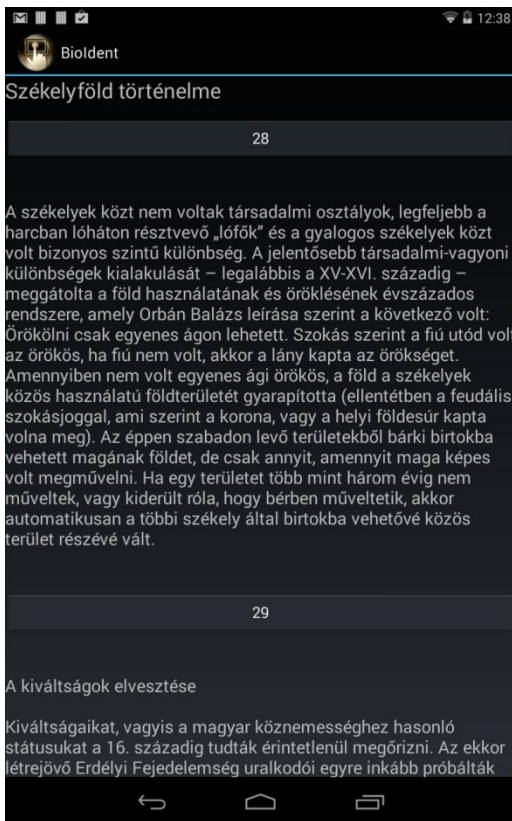 12:38
BioIdent
Székelyföld történelme
28
A székelyek közt nem voltak társadalmi osztályok, legfeljebb a
harcban lóháton résztvevő „lófők” és a gyalogos székelyek közt
volt bizonyos szintű különbség. A jelentősebb társadalmi-vagyoni
különbségek kialakulását – legalábbis a XV-XVI. századig –
meggátolta a föld használatának és öröklésének évszázados
rendszere, amely Orbán Balázs leírása szerint a következő volt:
Örökölni csak egyenes ágon lehetett. Szokás szerint a fiú utód volt
az örökös, ha fiú nem volt, akkor a lány kapta az örökséget.
Amennyiben nem volt egyenes ági örökös, a föld a székelyek
közös használatú földterületét gyarapította (ellentétben a feudális
szokásjoggal, ami szerint a korona, vagy a helyi földesúr kapta
volna meg). Az éppen szabadon levő területekből bárki birtokba
vehetett magának földet, de csak annyit, amennyit maga képes
volt megművelni. Ha egy területet több mint három évig nem
műveltek, vagy kiderült róla, hogy bérben műveltetik, akkor
automatikusan a többi székely által birtokba vehetővé közös
terület részévé vált.
29
A kiváltságok elvesztése
Kiváltságaikat, vagyis a magyar köznemességhez hasonló
státusukat a 16. századig tudták érintetlenül megőrizni. Az ekkor
létrejövő Erdélyi Fejedelemség uralkodói egyre inkább próbálták